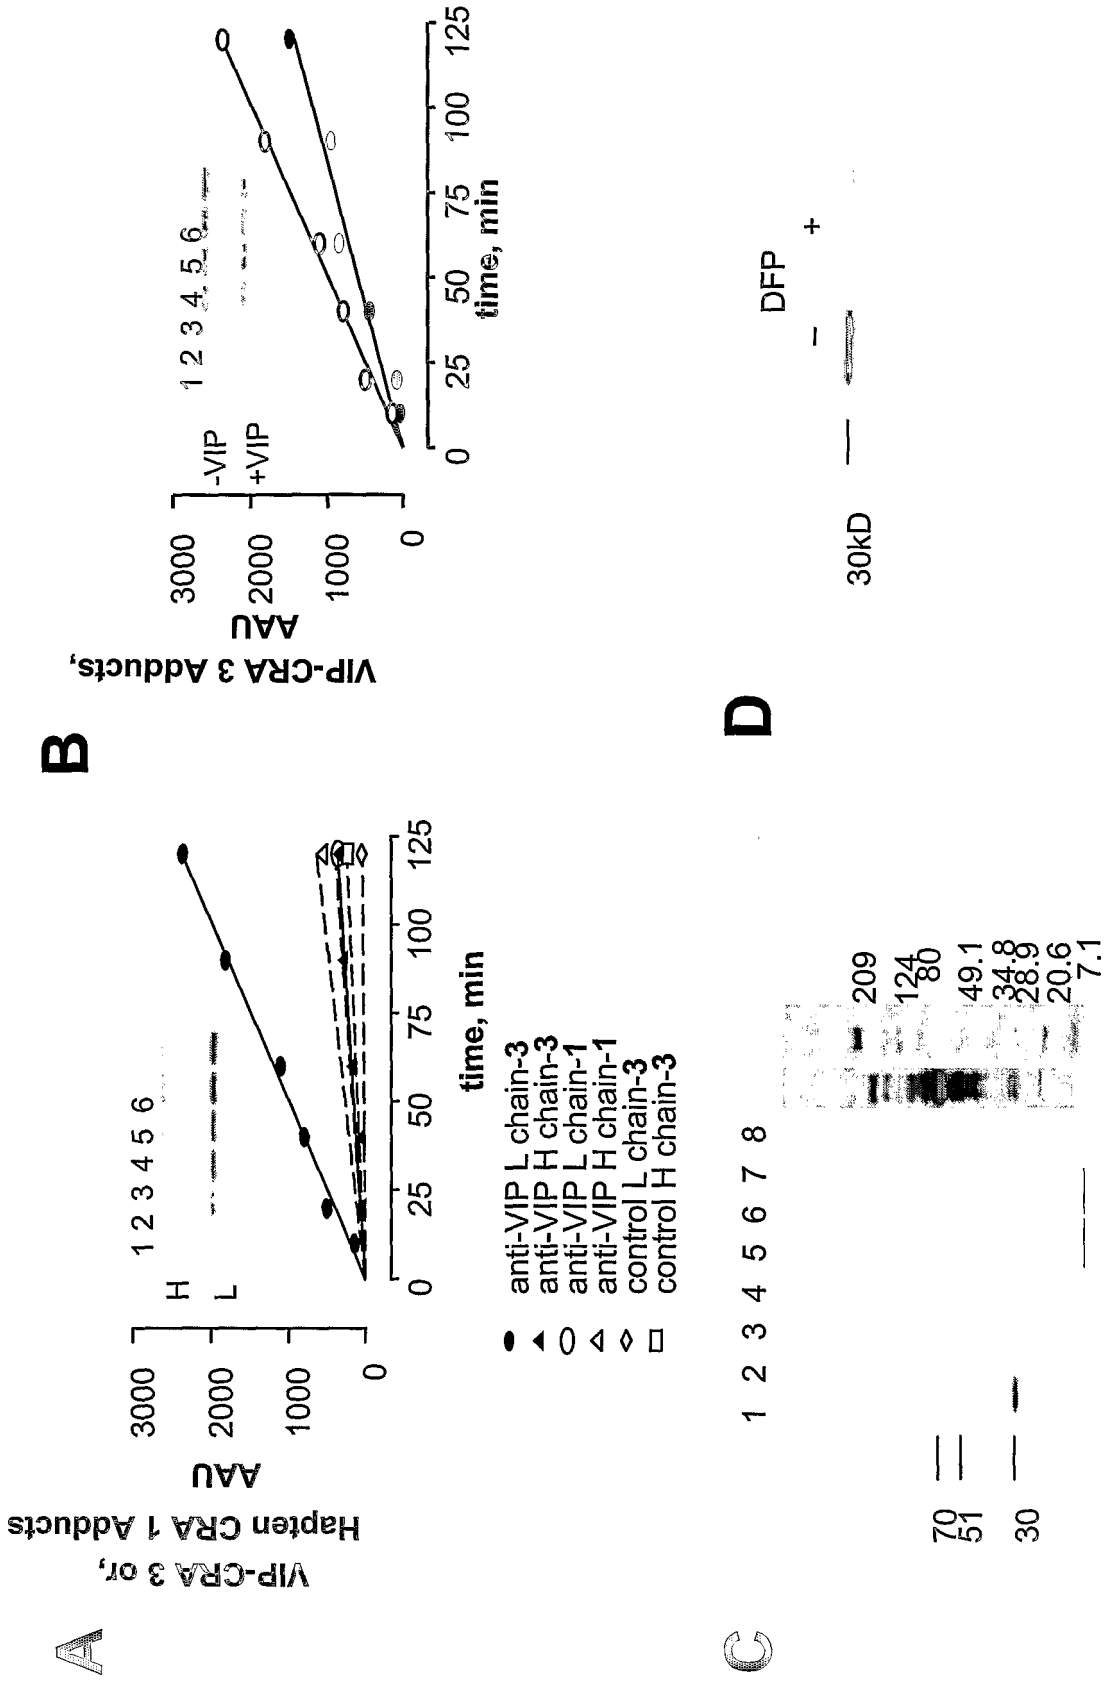 A
VIP-CRA 3 or,
Hapten CRA 1 Adducts
AAU
3000
2000
1000
0
H
L
1 2 3 4 5 6
0 25 50 75 100 125
time, min
anti-VIP L chain-3
anti-VIP H chain-3
anti-VIP L chain-1
anti-VIP H chain-1
control L chain-3
control H chain-3
B
VIP-CRA 3 Adducts,
AAU
3000
2000
1000
0
-VIP
+VIP
1 2 3 4 5 6
0 25 50 75 100 125
time, min
C
1 2 3 4 5 6 7 8
70
51
30
209
124
80
49.1
34.8
28.9
20.6
7.1
D
DFP
- +
30kD